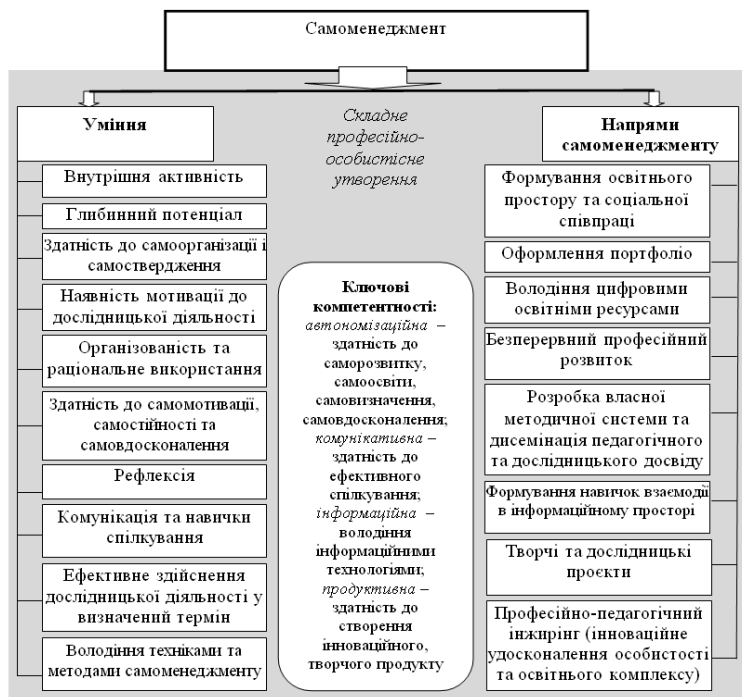 Самоменеджмент
Уміння
Внутрішня активність
Глибинний потенціал
Здатність до самоорганізації і
самоствердження
Наявність мотивації до
дослідницької діяльності
Організованість та
раціональне використання
Здатність до самомотивації,
самостійності та
самовдосконалення
Рефлексія
Комунікація та навички
спілкування
Ефективне здійснення
дослідницької діяльності у
визначений термін
Володіння техніками та
методами самоменеджменту
Складне
професійно-
особистісне
утворення
Ключові
компетентності:
автономізаційна –
здатність до
саморозвитку,
самоосвіти,
самовизначення,
самовдосконалення;
комунікативна –
здатність до
ефективного
спілкування;
інформаційна –
володіння
інформаційними
технологіями;
продуктивна –
здатність до
створення
інноваційного,
творчого продукту
Напрями
самоменеджменту
Формування освітнього
простору та соціальної
співпраці
Оформлення портфоліо
Володіння цифровими
освітніми ресурсами
Безперервний професійний
розвиток
Розробка власної
методичної системи та
дисемінація педагогічного
та дослідницького досвіду
Формування навичок взаємодії
в інформаційному просторі
Творчі та дослідницькі
проєкти
Професійно-педагогічний
інжиринг (інноваційне
удосконалення особистості
та освітнього комплексу)